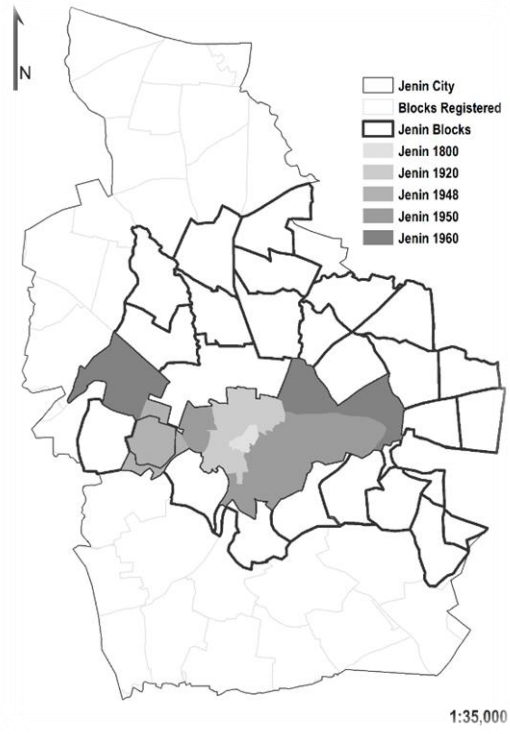 N
Jenin City
Blocks Registered
Jenin Blocks
Jenin 1800
Jenin 1920
Jenin 1948
Jenin 1950
Jenin 1960
1:35,000